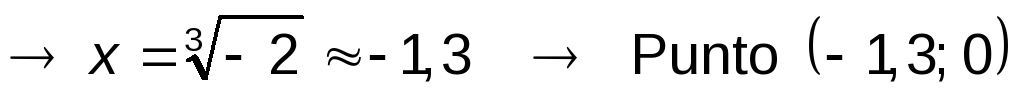 → x = ∛- 2 ≈ - 1,3 → Punto (- 1,3; 0)